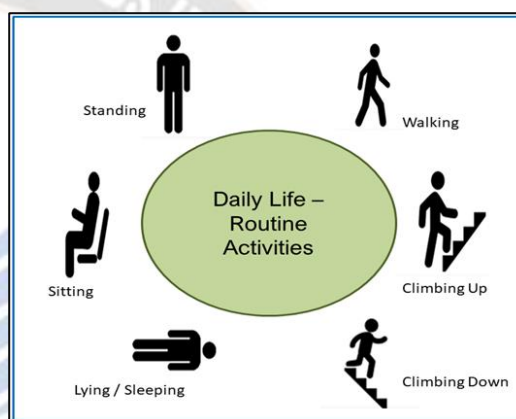 Standing
Walking
Daily Life –
Routine
Activities
Sitting
Climbing Up
Lying / Sleeping
Climbing Down